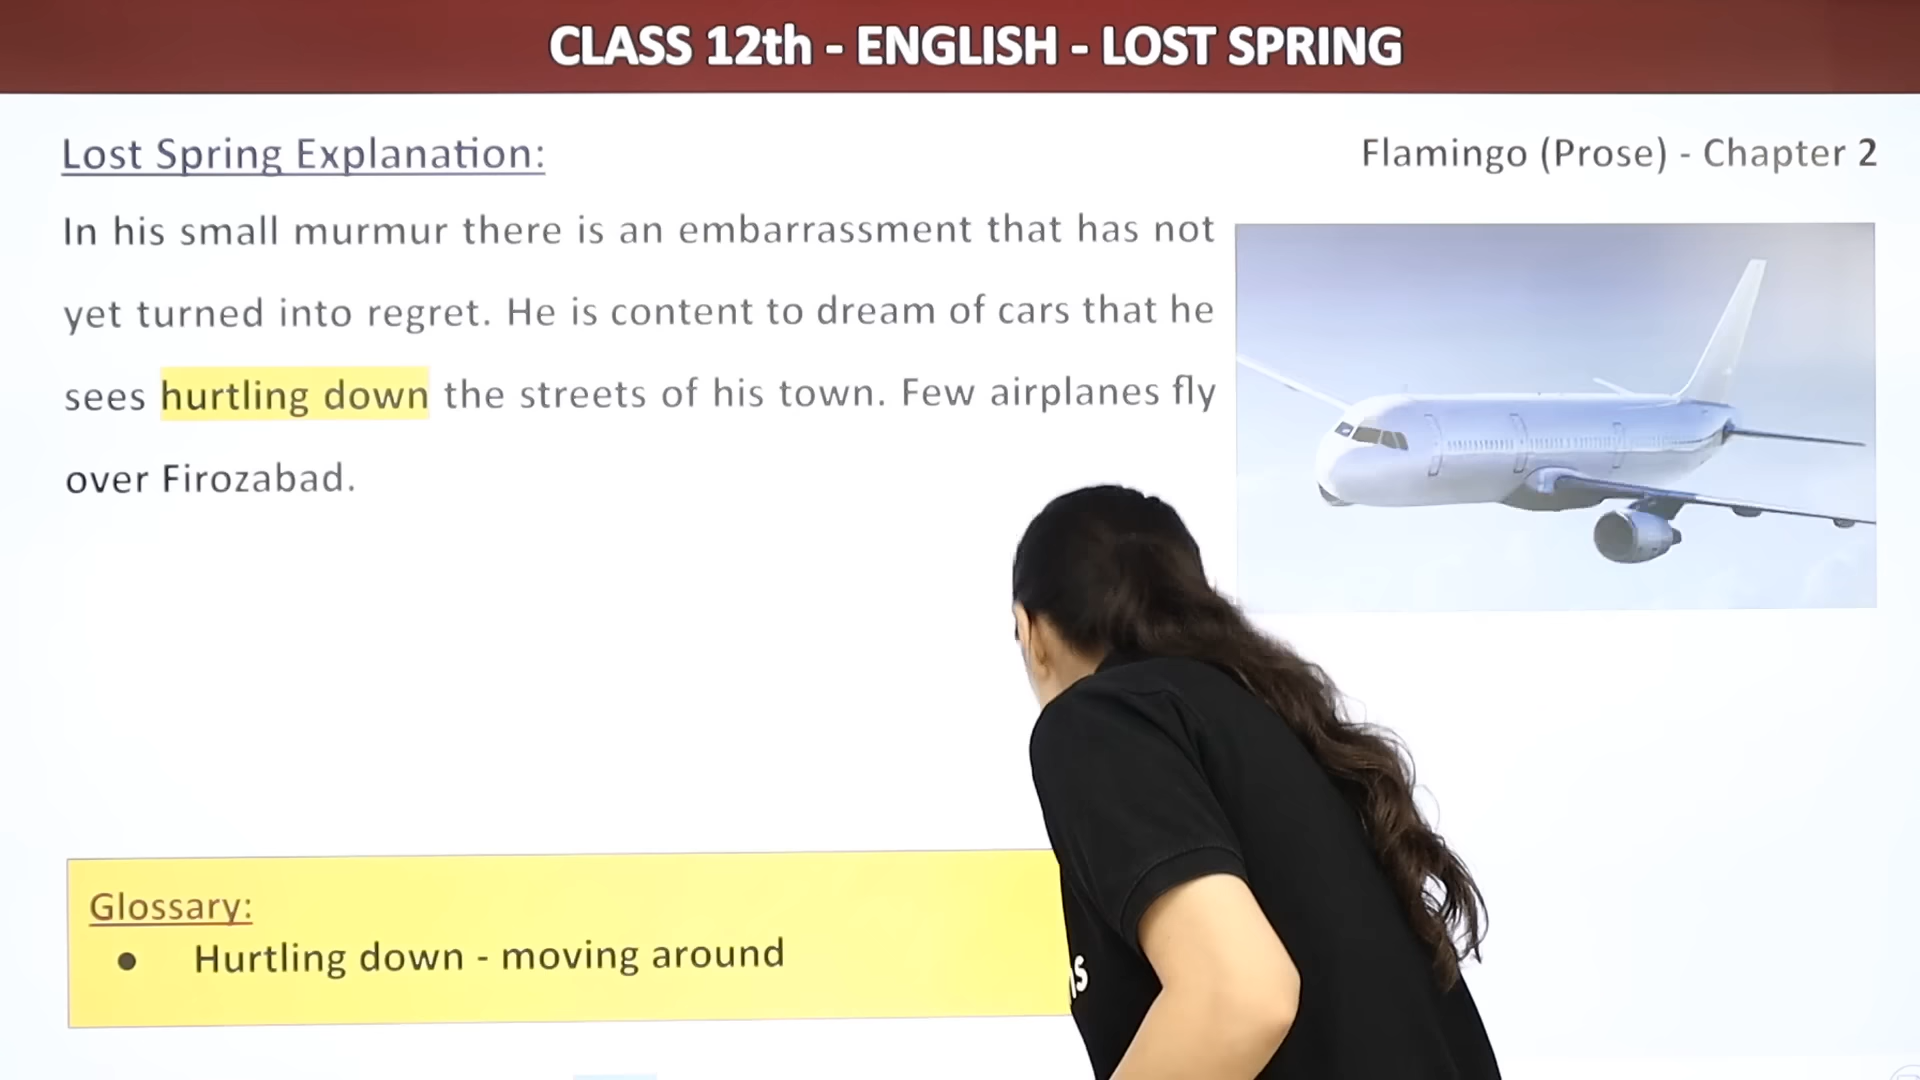 CLASS 12th - ENGLISH - LOST SPRING
Lost Spring Explanation:
Flamingo (Prose) - Chapter 2
In his small murmur there is an embarrassment that has not
yet turned into regret. He is content to dream of cars that he
sees hurtling down the streets of his town. Few airplanes fly
over Firozabad.
Glossary:
● Hurtling down - moving around